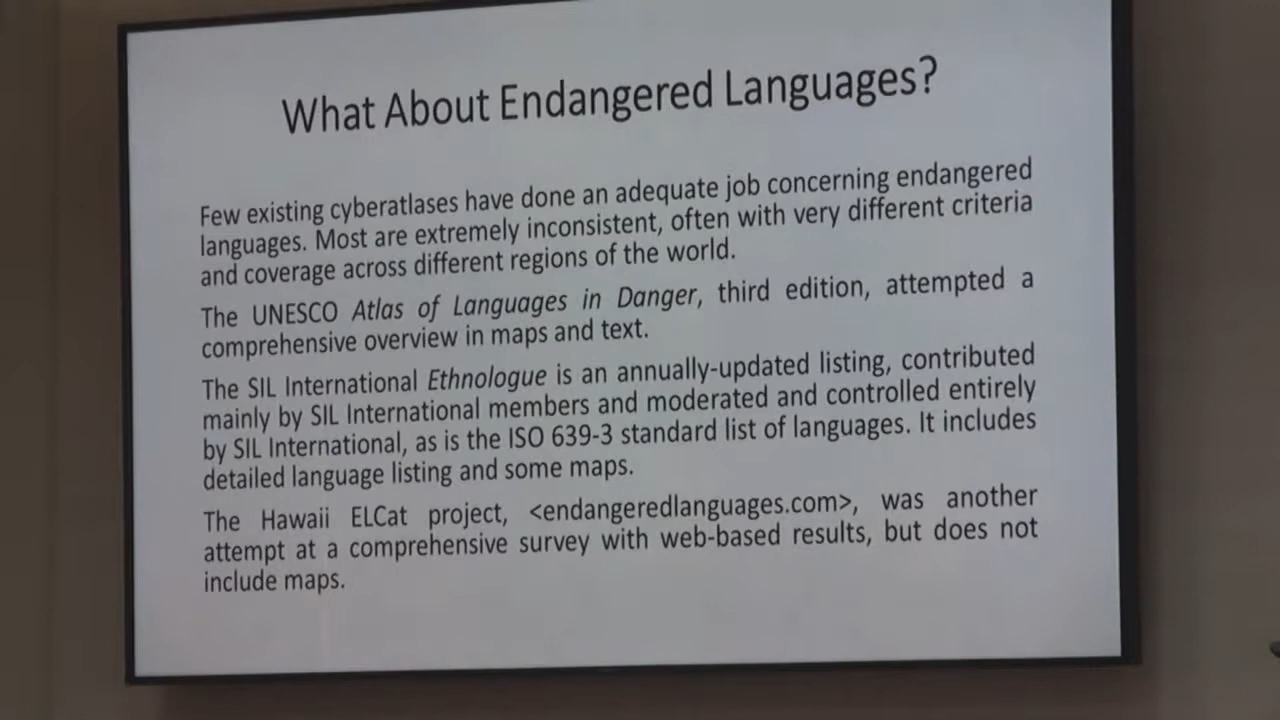 What About Endangered Languages?
Few existing cyberatlases have done an adequate job concerning endangered
languages. Most are extremely inconsistent, often with very different criteria
and coverage across different regions of the world.
The UNESCO Atlas of Languages in Danger, third edition, attempted a
comprehensive overview in maps and text.
The SIL International Ethnologue is an annually-updated listing, contributed
mainly by SIL International members and moderated and controlled entirely
by SIL International, as is the ISO 639-3 standard list of languages. It includes
detailed language listing and some maps.
The Hawaii ELCat project, <endangeredlanguages.com>, was another
attempt at a comprehensive survey with web-based results, but does not
include maps.